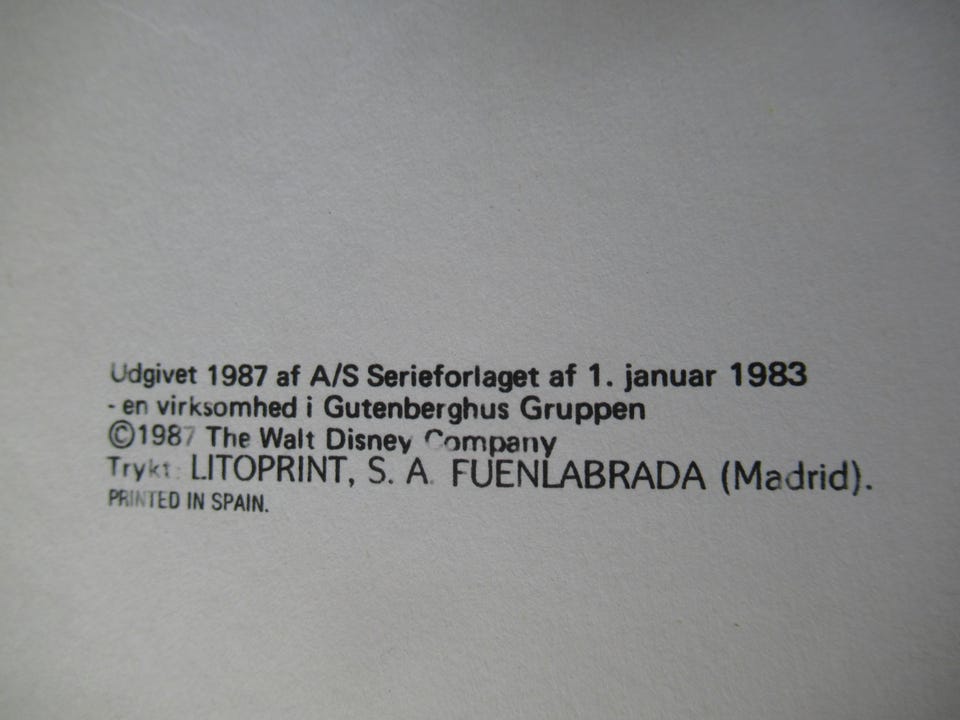 Udgivet 1987 af A/S Serieforlaget af 1. januar 1983
- en virksomhed i Gutenberghus Gruppen
©1987 The Walt Disney Company
Trykt: LITOPRINT, S. A. FUENLABRADA (Madrid).
PRINTED IN SPAIN.